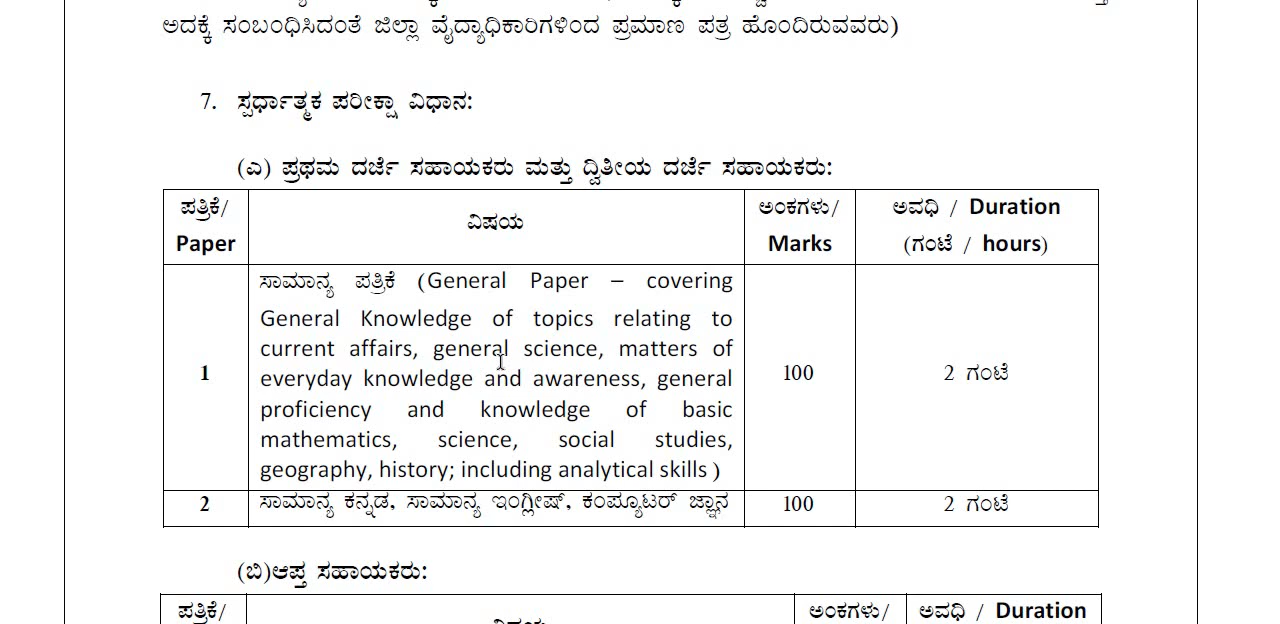 ಅದಕ್ಕೆ ಸಂಬಂಧಿಸಿದಂತೆ ಜಿಲ್ಲಾ ವೈದ್ಯಾಧಿಕಾರಿಗಳಿಂದ ಪ್ರಮಾಣ ಪತ್ರ ಹೊಂದಿರುವವರು)
7. ಸ್ಪರ್ಧಾತ್ಮಕ ಪರೀಕ್ಷಾ ವಿಧಾನ:
(ಎ) ಪ್ರಥಮ ದರ್ಜೆ ಸಹಾಯಕರು ಮತ್ತು ದ್ವಿತೀಯ ದರ್ಜೆ ಸಹಾಯಕರು:
ಪತ್ರಿಕೆ/
Paper
ವಿಷಯ
ಅಂಕಗಳು/
Marks
ಅವಧಿ / Duration
(ಗಂಟೆ / hours)
1
ಸಾಮಾನ್ಯ ಪತ್ರಿಕೆ (General Paper – covering
General Knowledge of topics relating to
current affairs, general science, matters of
everyday knowledge and awareness, general
proficiency and knowledge of basic
mathematics, science, social studies,
geography, history; including analytical skills )
100
2 ಗಂಟೆ
2
ಸಾಮಾನ್ಯ ಕನ್ನಡ, ಸಾಮಾನ್ಯ ಇಂಗ್ಲೀಷ್, ಕಂಪ್ಯೂಟರ್ ಜ್ಞಾನ
100
2 ಗಂಟೆ
(ಬಿ)ಆಪ್ತ ಸಹಾಯಕರು:
ಪತ್ರಿಕೆ/
ಅಂಕಗಳು/
ಅವಧಿ / Duration